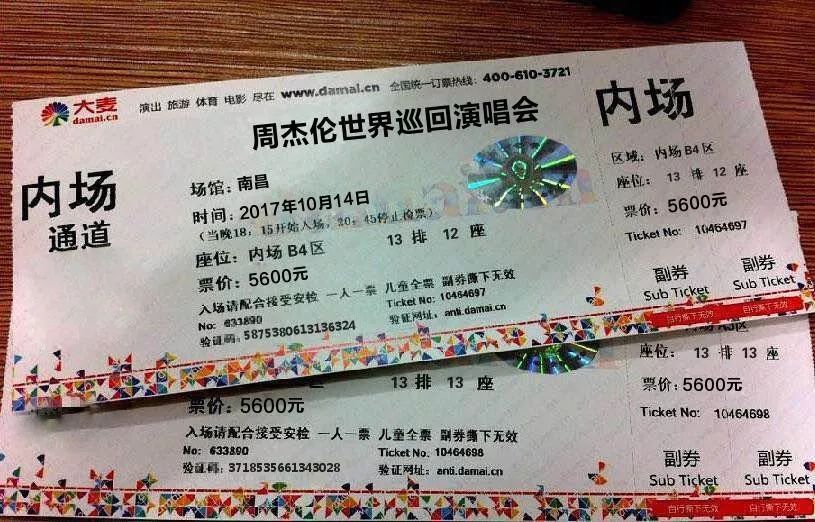 大麦
damai.cn
演出 旅游 体育 电影 尽在 www.damai.cn 全国统一订票热线：400-610-3721
周杰伦世界巡回演唱会
内场
通道
场馆：南昌
时间：2017年10月14日
（当晚18：15开始入场，20：45停止检票）
座位：内场 B4区 13 排 12 座
票价：5600元
入场请配合接受安检 一人一票 儿童全票 副券撕下无效
No: 633890 Ticket No: 10464697
验证码: 5875380613136324 验证网址: anti.damai.cn
内场
区域： 内场 B4 区
座位： 13 排 12 座
票价：5600元
Ticket No: 10464697
副券 副券
Sub Ticket Sub Ticket
自行撕下无效 自行撕下无效
13 排 13 座
票价：5600元
入场请配合接受安检 一人一票 儿童全票 副券撕下无效
No: 633890 Ticket No: 10464698
验证码: 3718535661343028 验证网址: anti.damai.cn
座位： 13 排 13 座
票价：5600元
Ticket No: 10464698
副券 副券
Sub Ticket Sub Ticket
自行撕下无效 自行撕下无效